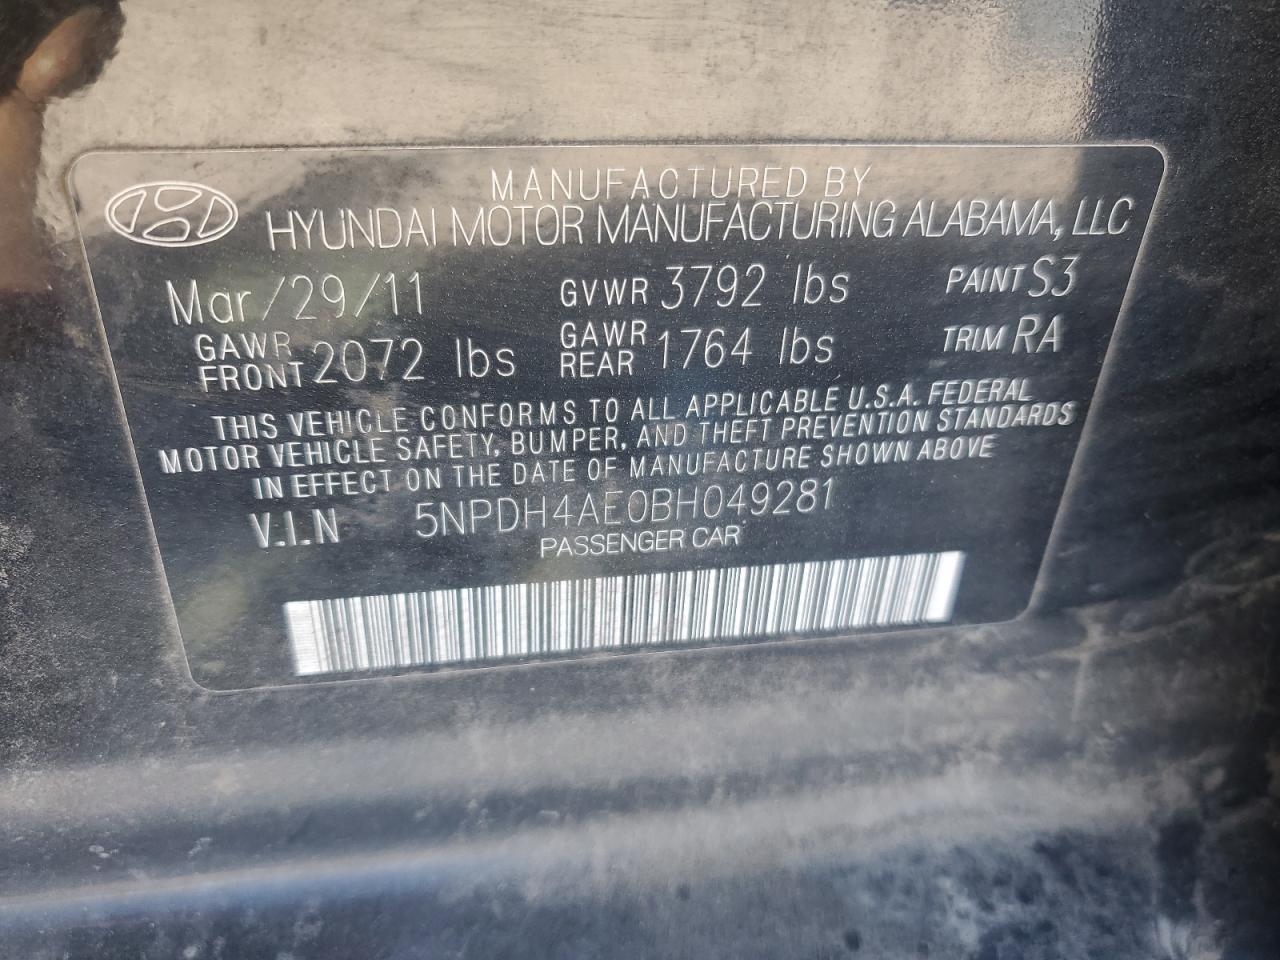 MANUFACTURED BY
HYUNDAI MOTOR MANUFACTURING ALABAMA, LLC
Mar/29/11 GVWR 3792 lbs PAINT S3
GAWR FRONT 2072 lbs GAWR REAR 1764 lbs TRIM RA
THIS VEHICLE CONFORMS TO ALL APPLICABLE U.S.A. FEDERAL
MOTOR VEHICLE SAFETY, BUMPER, AND THEFT PREVENTION STANDARDS
IN EFFECT ON THE DATE OF MANUFACTURE SHOWN ABOVE
V.I.N 5NPDH4AE0BH049281
PASSENGER CAR